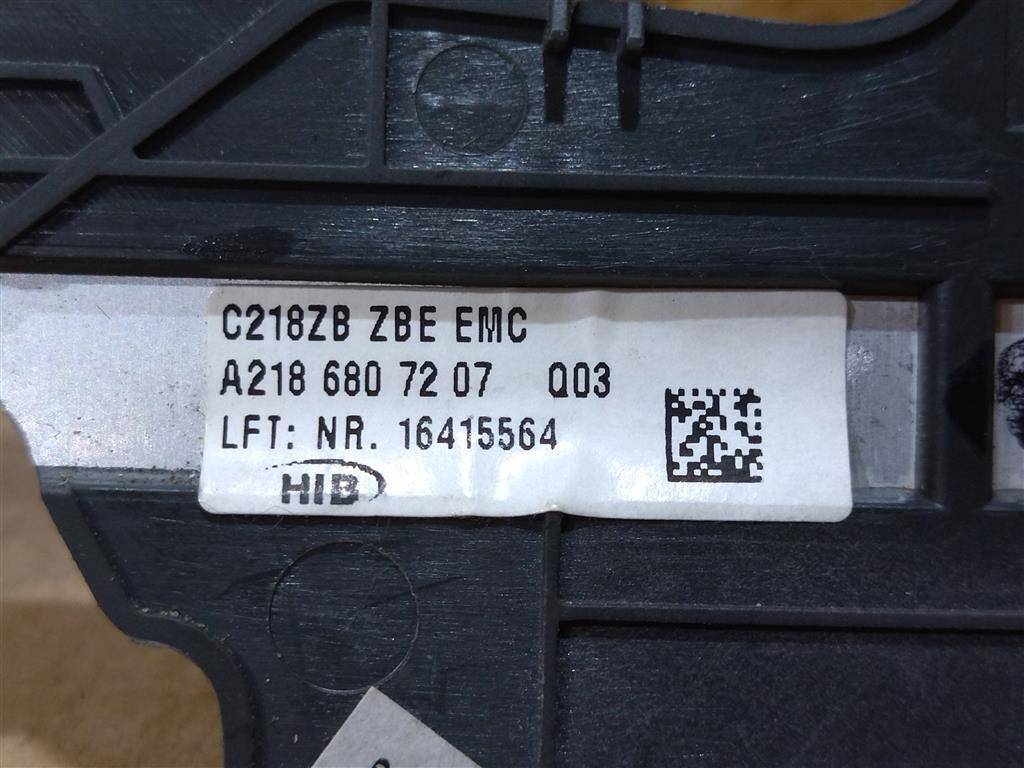 C218ZB ZBE EMC
A218 680 72 07 Q03
LFT: NR. 16415564
HIB